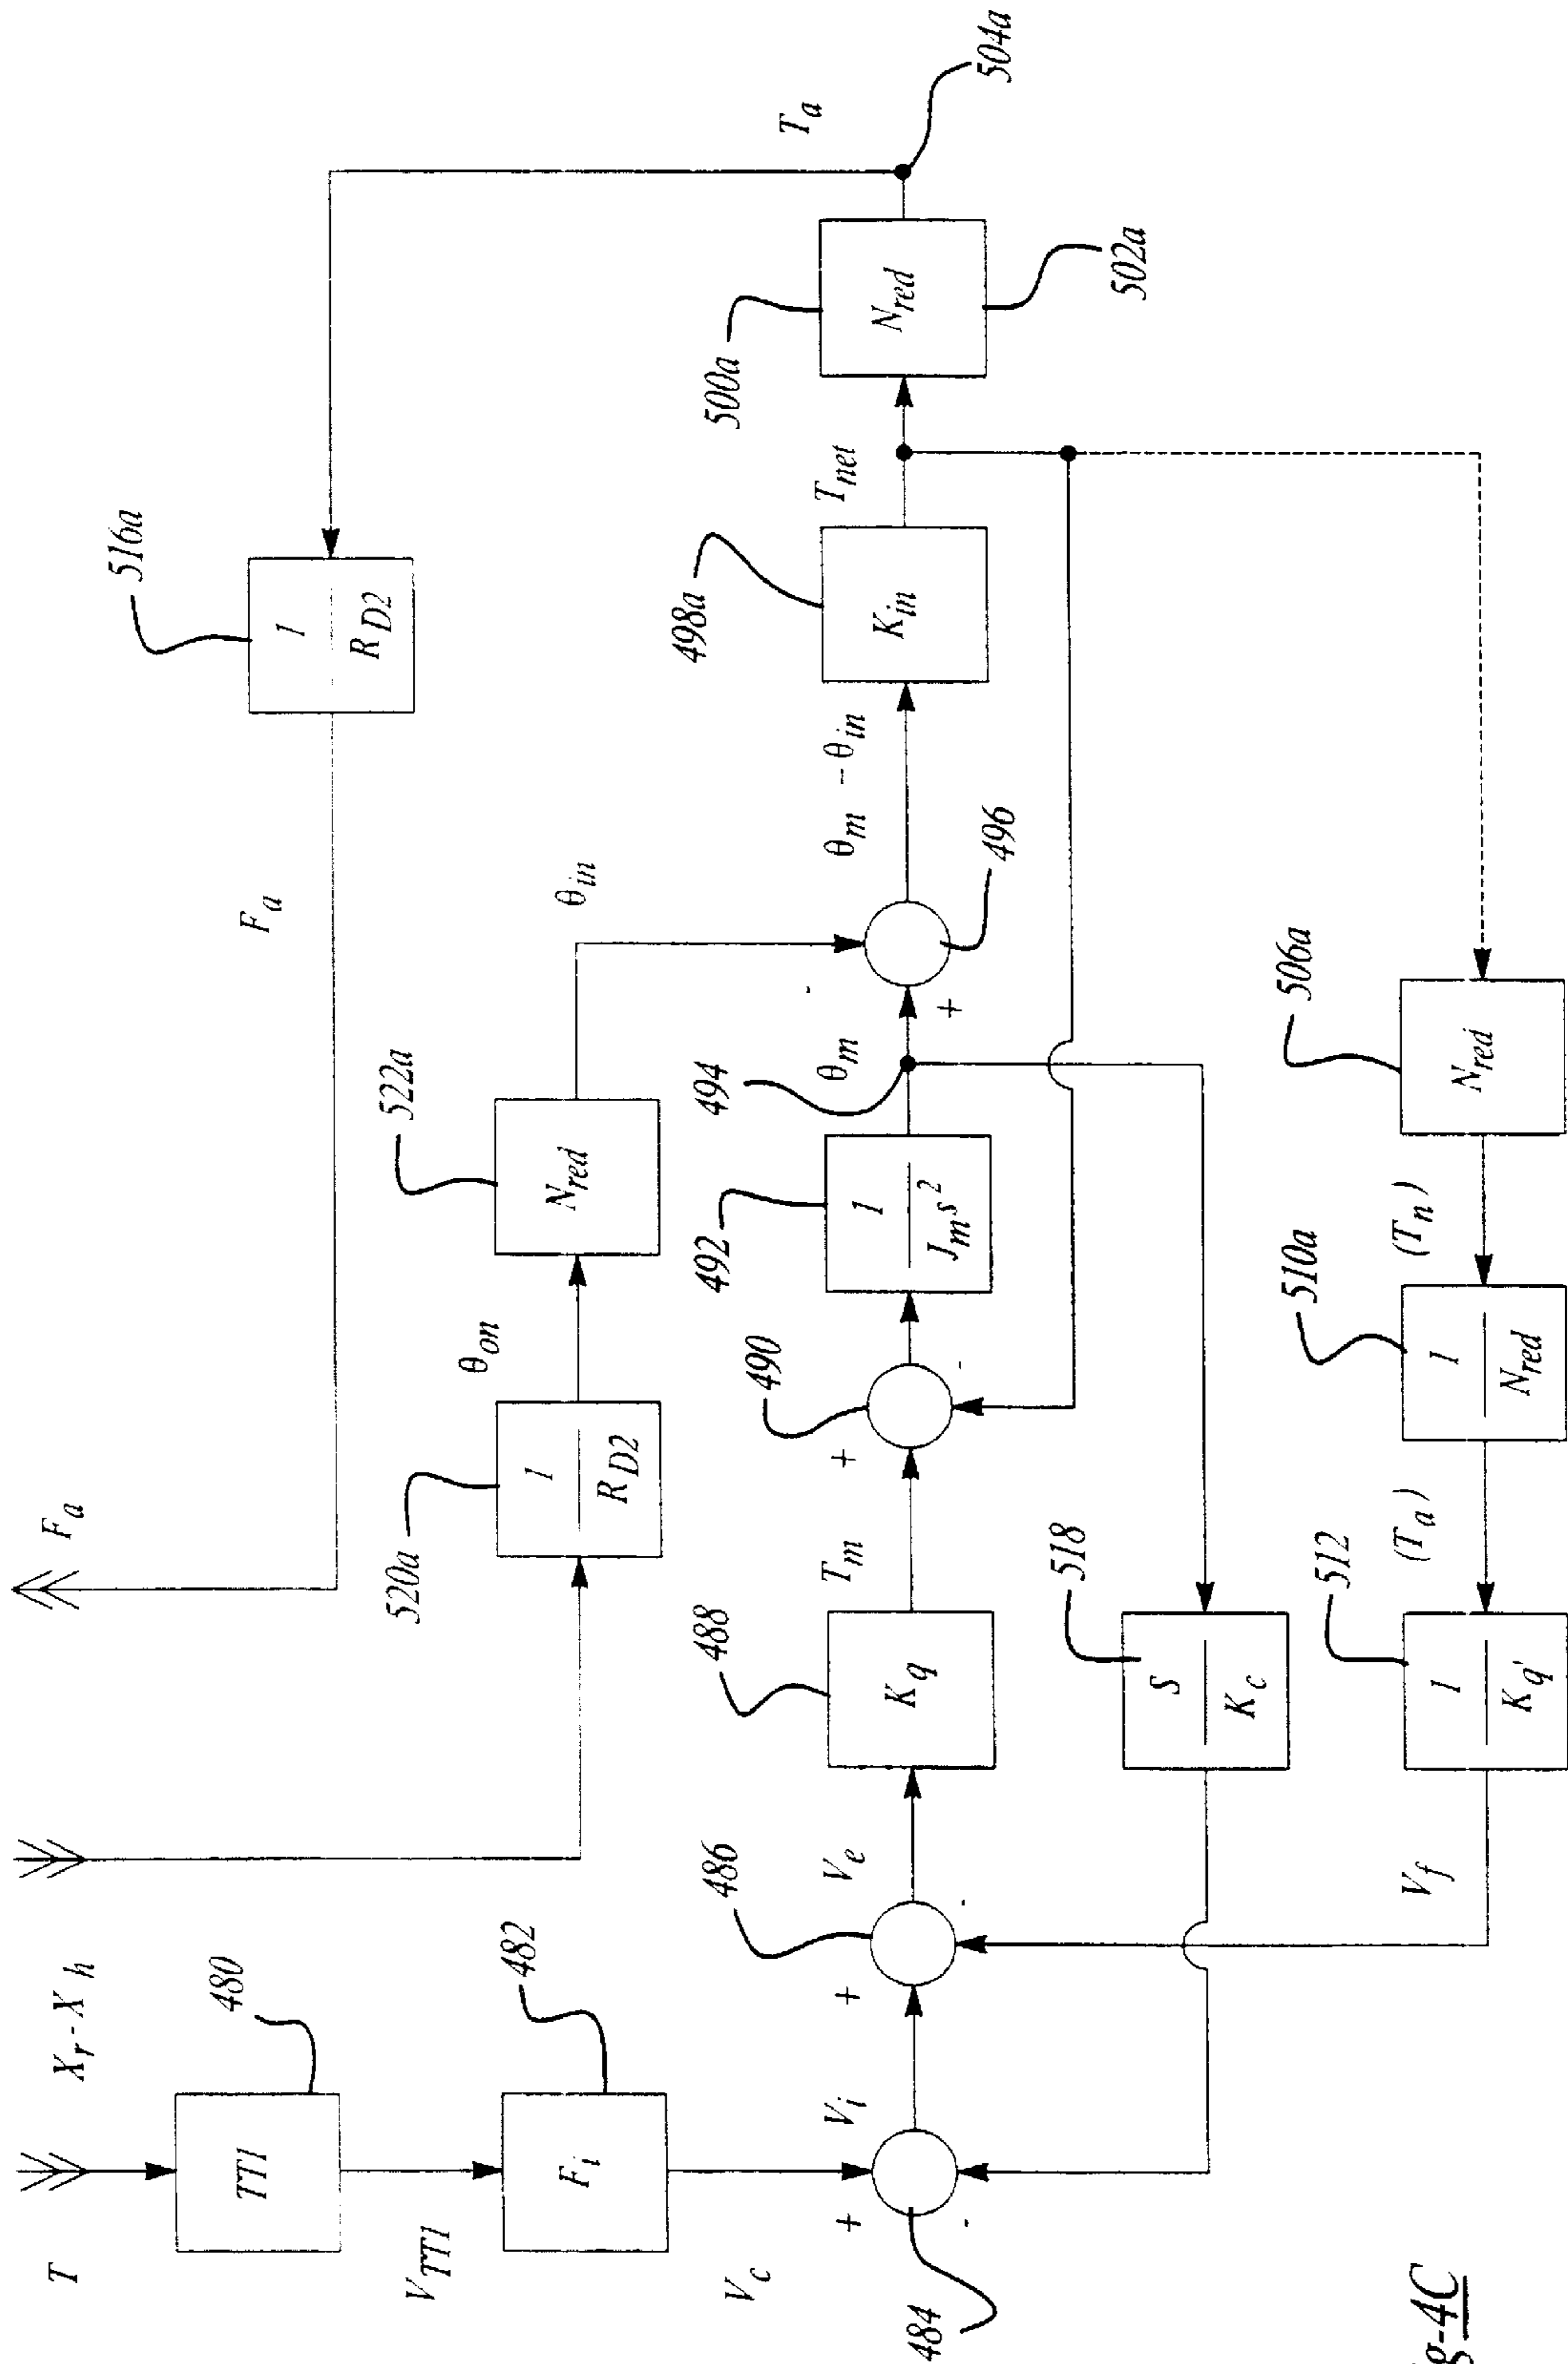 T
X_r - X_h
F_a
480
TT1
V_TT1
482
F_i
V_c
484
+
-
V_i
486
+
-
V_e
488
K_q
T_m
490
+
-
492
1
J_m s^2
494
θ_m
+
-
496
θ_m - θ_in
498a
K_in
T_net
500a
N_red
502a
T_a
504a
516a
1
R_D2
F_a
520a
1
R_D2
θ_on
522a
N_red
θ_in
518
S
K_c
506a
N_red
(T_n)
510a
1
N_red
(T_a)
512
1
K_q'
V_f
g-4C